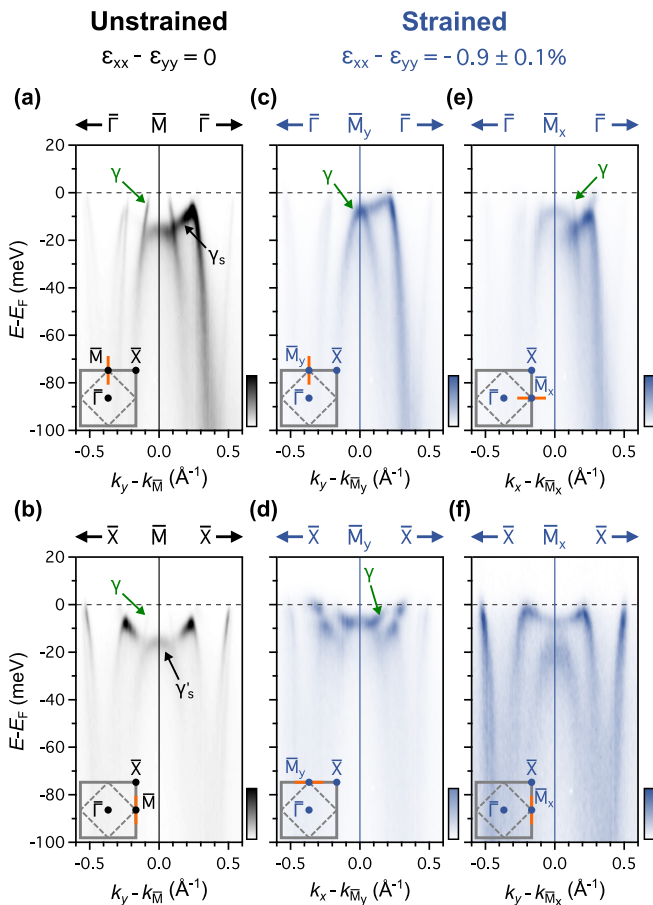 Unstrained Strained
εxx - εyy = 0 εxx - εyy = - 0.9 ± 0.1%
(a) (c) (e)
Γ̄ M̄ Γ̄ Γ̄ M̄y Γ̄ Γ̄ M̄x Γ̄
20
0
-20
-40
-60
-80
-100
E-EF (meV)
γ γ γ
γs
M̄ X̄ M̄y X̄ X̄
Γ̄ Γ̄ Γ̄ M̄x
-0.5 0.0 0.5 -0.5 0.0 0.5 -0.5 0.0 0.5
ky - kM̄ (Å-1) ky - kM̄y (Å-1) kx - kM̄x (Å-1)
(b) (d) (f)
X̄ M̄ X̄ X̄ M̄y X̄ X̄ M̄x X̄
20
0
-20
-40
-60
-80
-100
E-EF (meV)
γ γ
γ's
X̄ M̄y X̄ X̄
Γ̄ M̄ Γ̄ Γ̄ M̄x
-0.5 0.0 0.5 -0.5 0.0 0.5 -0.5 0.0 0.5
ky - kM̄ (Å-1) kx - kM̄y (Å-1) ky - kM̄x (Å-1)